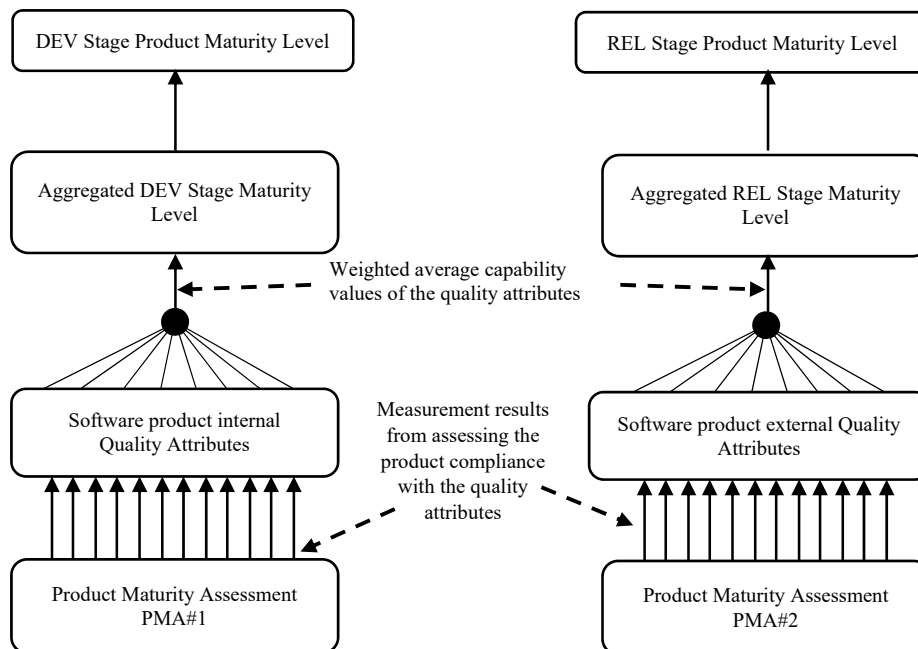 DEV Stage Product Maturity Level
REL Stage Product Maturity Level
Aggregated DEV Stage Maturity
Level
Aggregated REL Stage Maturity
Level
Weighted average capability
values of the quality attributes
Software product internal
Quality Attributes
Measurement results
from assessing the
product compliance
with the quality
attributes
Software product external Quality
Attributes
Product Maturity Assessment
PMA#1
Product Maturity Assessment
PMA#2